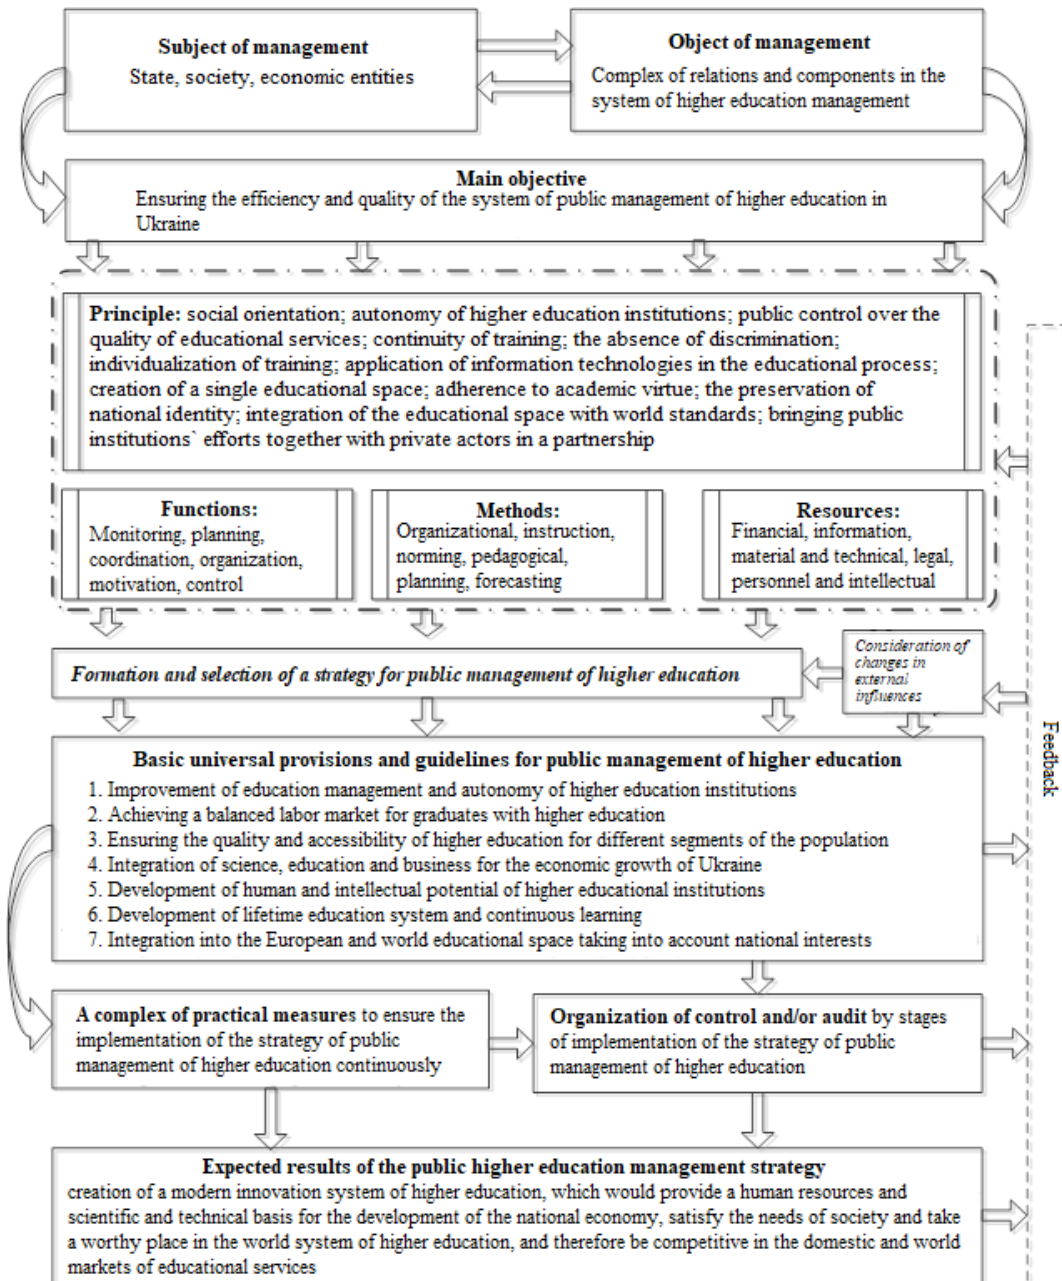 Subject of management
State, society, economic entities
Object of management
Complex of relations and components in the
system of higher education management
Main objective
Ensuring the efficiency and quality of the system of public management of higher education in
Ukraine
Principle: social orientation; autonomy of higher education institutions; public control over the
quality of educational services; continuity of training; the absence of discrimination;
individualization of training; application of information technologies in the educational process;
creation of a single educational space; adherence to academic virtue; the preservation of
national identity; integration of the educational space with world standards; bringing public
institutions` efforts together with private actors in a partnership
Functions:
Monitoring, planning,
coordination, organization,
motivation, control
Methods:
Organizational, instruction,
norming, pedagogical,
planning, forecasting
Resources:
Financial, information,
material and technical, legal,
personnel and intellectual
Formation and selection of a strategy for public management of higher education
Consideration of
changes in
external
influences
Feedback
Basic universal provisions and guidelines for public management of higher education
1. Improvement of education management and autonomy of higher education institutions
2. Achieving a balanced labor market for graduates with higher education
3. Ensuring the quality and accessibility of higher education for different segments of the population
4. Integration of science, education and business for the economic growth of Ukraine
5. Development of human and intellectual potential of higher educational institutions
6. Development of lifetime education system and continuous learning
7. Integration into the European and world educational space taking into account national interests
A complex of practical measures to ensure the
implementation of the strategy of public
management of higher education continuously
Organization of control and/or audit by stages
of implementation of the strategy of public
management of higher education
Expected results of the public higher education management strategy
creation of a modern innovation system of higher education, which would provide a human resources and
scientific and technical basis for the development of the national economy, satisfy the needs of society and take
a worthy place in the world system of higher education, and therefore be competitive in the domestic and world
markets of educational services